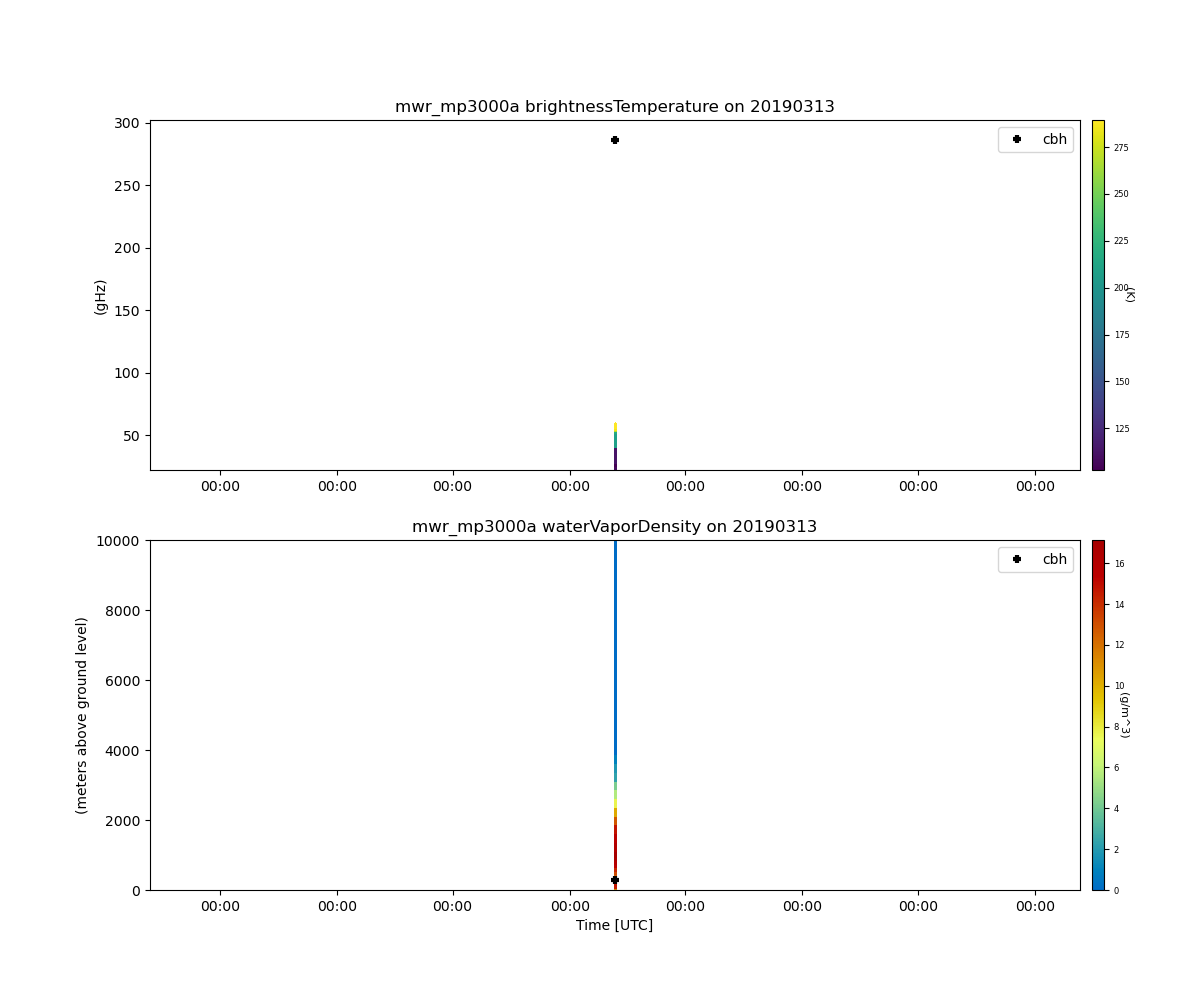 mwr_mp3000a brightnessTemperature on 20190313
300
250
200
150
100
50
(gHz)
cbh
275
250
225
200
175
150
125
(K)
00:00 00:00 00:00 00:00 00:00 00:00 00:00 00:00
mwr_mp3000a waterVaporDensity on 20190313
10000
8000
6000
4000
2000
0
(meters above ground level)
cbh
16
14
12
10
8
6
4
2
0
(g/m^3)
00:00 00:00 00:00 00:00 00:00 00:00 00:00 00:00
Time [UTC]